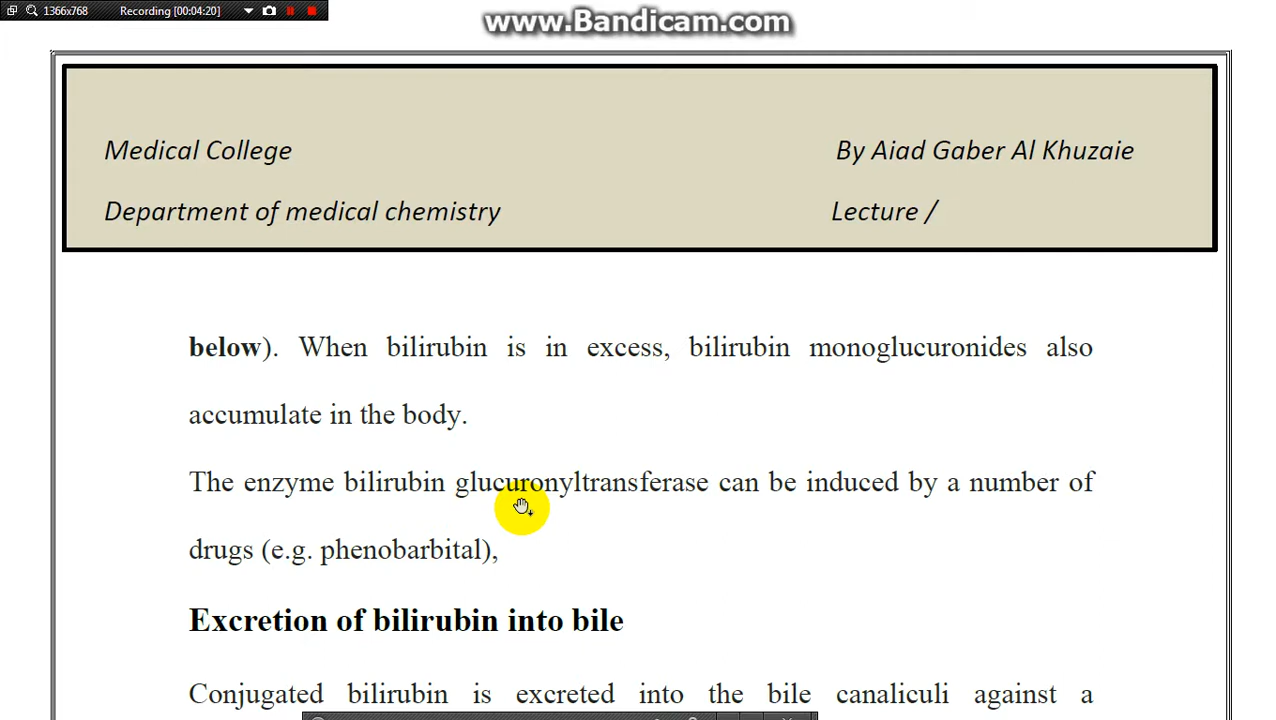 1366x768 Recording [00:04:20]
www.Bandicam.com
Medical College By Aiad Gaber Al Khuzaie
Department of medical chemistry Lecture /
below). When bilirubin is in excess, bilirubin monoglucuronides also
accumulate in the body.
The enzyme bilirubin glucuronyltransferase can be induced by a number of
drugs (e.g. phenobarbital),
Excretion of bilirubin into bile
Conjugated bilirubin is excreted into the bile canaliculi against a